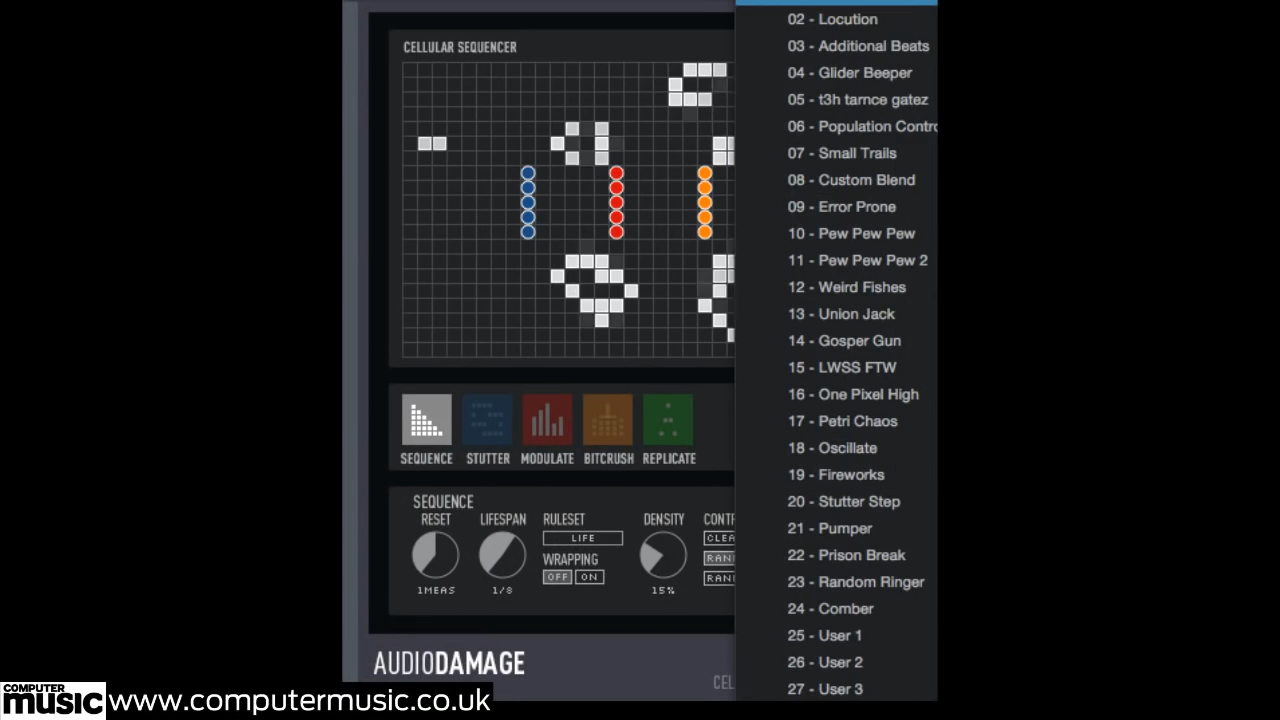 CELLULAR SEQUENCER
SEQUENCE
STUTTER
MODULATE
BITCRUSH
REPLICATE
SEQUENCE
RESET
LIFESPAN
RULESET
DENSITY
CONTR
LIFE
CLEA
WRAPPING
RAN
OFF
ON
RAN
1MEAS
1/8
15%
AUDIODAMAGE
CEL
02 - Locution
03 - Additional Beats
04 - Glider Beeper
05 - t3h tarnce gatez
06 - Population Contro
07 - Small Trails
08 - Custom Blend
09 - Error Prone
10 - Pew Pew Pew
11 - Pew Pew Pew 2
12 - Weird Fishes
13 - Union Jack
14 - Gosper Gun
15 - LWSS FTW
16 - One Pixel High
17 - Petri Chaos
18 - Oscillate
19 - Fireworks
20 - Stutter Step
21 - Pumper
22 - Prison Break
23 - Random Ringer
24 - Comber
25 - User 1
26 - User 2
27 - User 3
COMPUTER
music
www.computermusic.co.uk